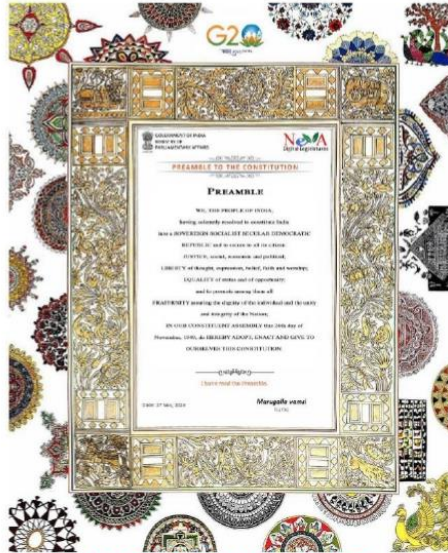 G20
GOVERNMENT OF INDIA
MINISTRY OF
PARLIAMENTARY AFFAIRS
NeVA
Digital Legislatures
PREAMBLE TO THE CONSTITUTION
PREAMBLE
WE, THE PEOPLE OF INDIA,
having solemnly resolved to constitute India
into a SOVEREIGN SOCIALIST SECULAR DEMOCRATIC
REPUBLIC and to secure to all its citizens
JUSTICE, social, economic and political;
LIBERTY of thought, expression, belief, faith and worship;
EQUALITY of status and of opportunity
and to promote among them all
FRATERNITY assuring the dignity of the individual and the unity
and integrity of the Nation;
IN OUR CONSTITUENT ASSEMBLY this 26th day of
November, 1949, do HEREBY ADOPT, ENACT AND GIVE TO
OURSELVES THIS CONSTITUTION.
I have read the Preamble.
Marugalla vamsi